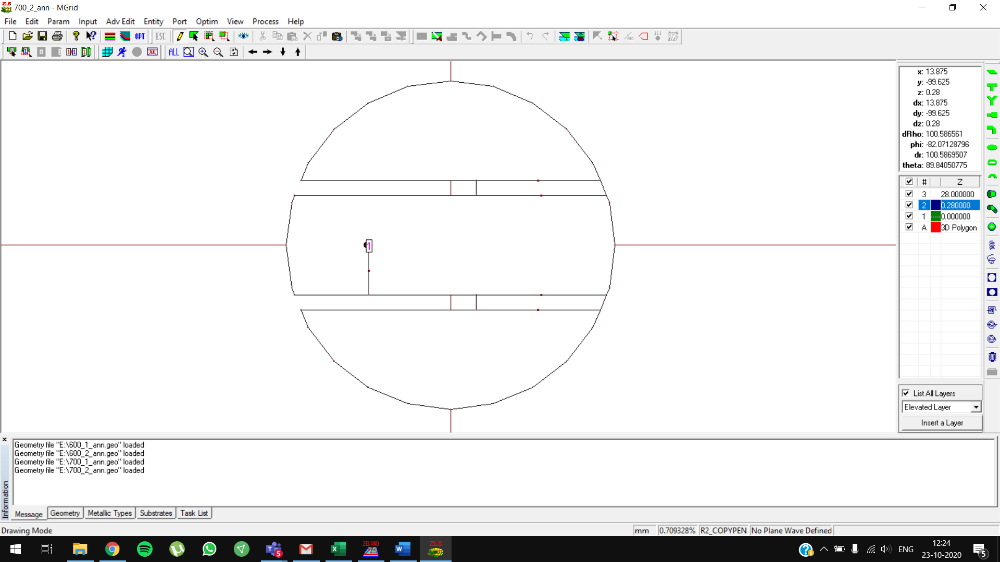 700_2_ann - MGrid
File Edit Param Input Adv Edit Entity Port Optim View Process Help
OPT ESC
ALL
x: 13.875
y: -99.625
z: 0.28
dx: 13.875
dy: -99.625
dz: 0.28
dRho: 100.586561
phi: -82.07128796
dr: 100.5869507
theta: 89.84050775
# Z
3 28.000000
2 0.280000
1 0.000000
A 3D Polygon
1
List All Layers
Elevated Layer
Insert a Layer
Geometry file "E:\600_1_ann.geo" loaded
Geometry file "E:\600_2_ann.geo" loaded
Geometry file "E:\700_1_ann.geo" loaded
Geometry file "E:\700_2_ann.geo" loaded
Information
Message Geometry Metallic Types Substrates Task List
Drawing Mode mm 0.709328% R2_COPYPEN No Plane Wave Defined
5 ZELAND ZLS ENG 12:24
23-10-2020 5